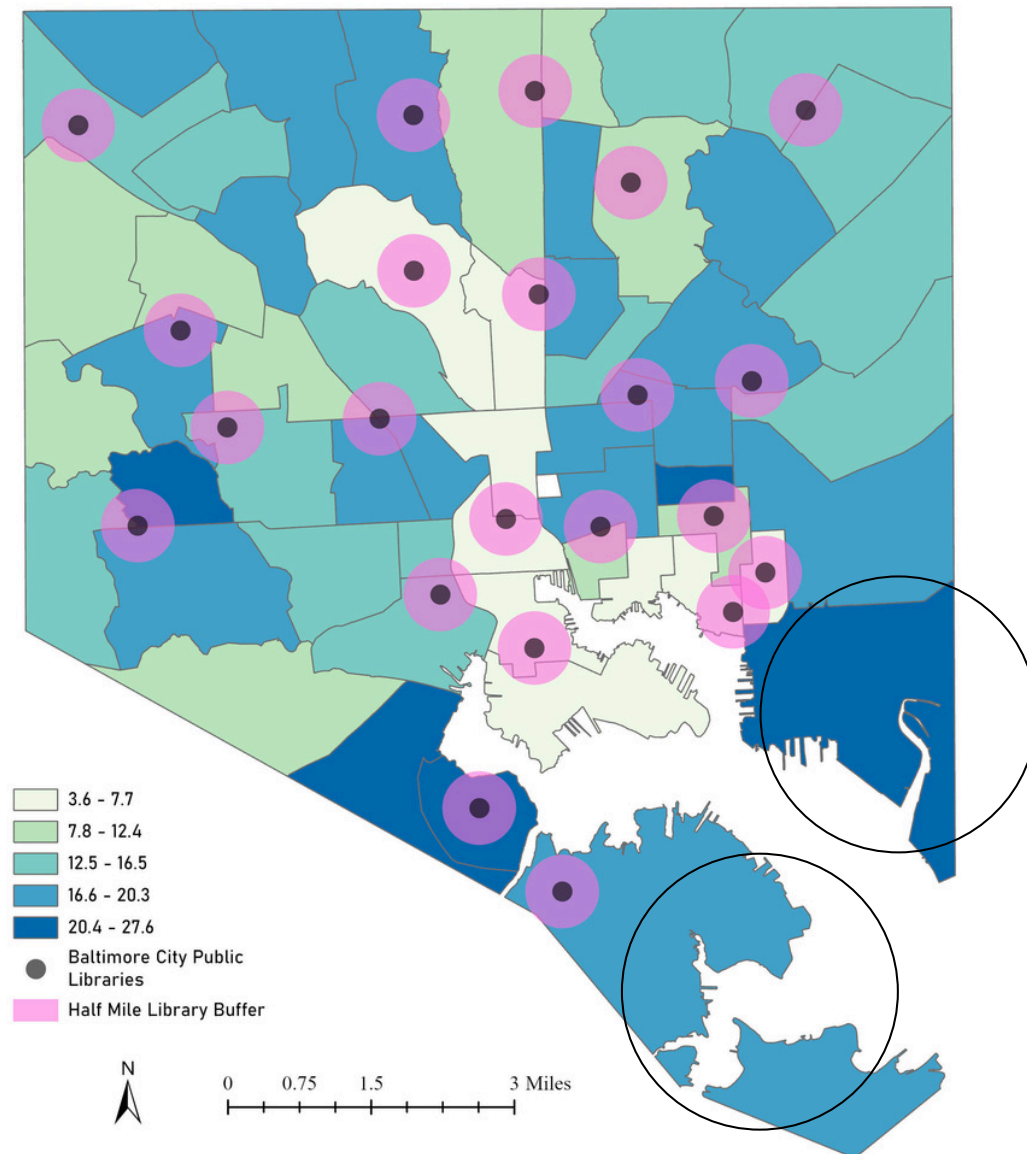 3.6 - 7.7
7.8 - 12.4
12.5 - 16.5
16.6 - 20.3
20.4 - 27.6
Baltimore City Public
Libraries
Half Mile Library Buffer
N
0 0.75 1.5 3 Miles